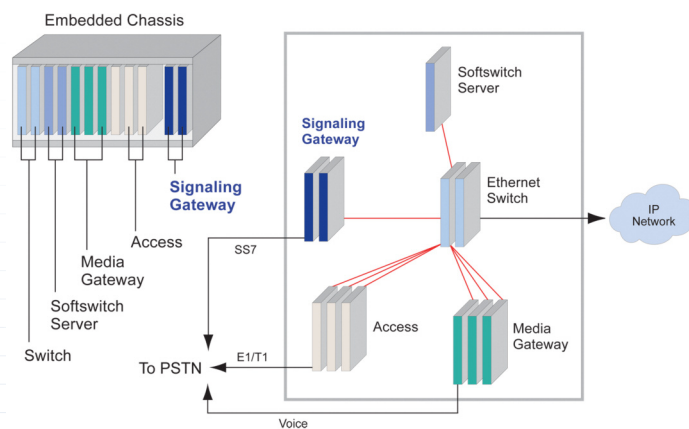 Embedded Chassis
Signaling
Gateway
Access
Media
Gateway
Softswitch
Server
Switch
Softswitch
Server
Signaling
Gateway
Ethernet
Switch
IP
Network
SS7
Access
Media
Gateway
To PSTN
E1/T1
Voice